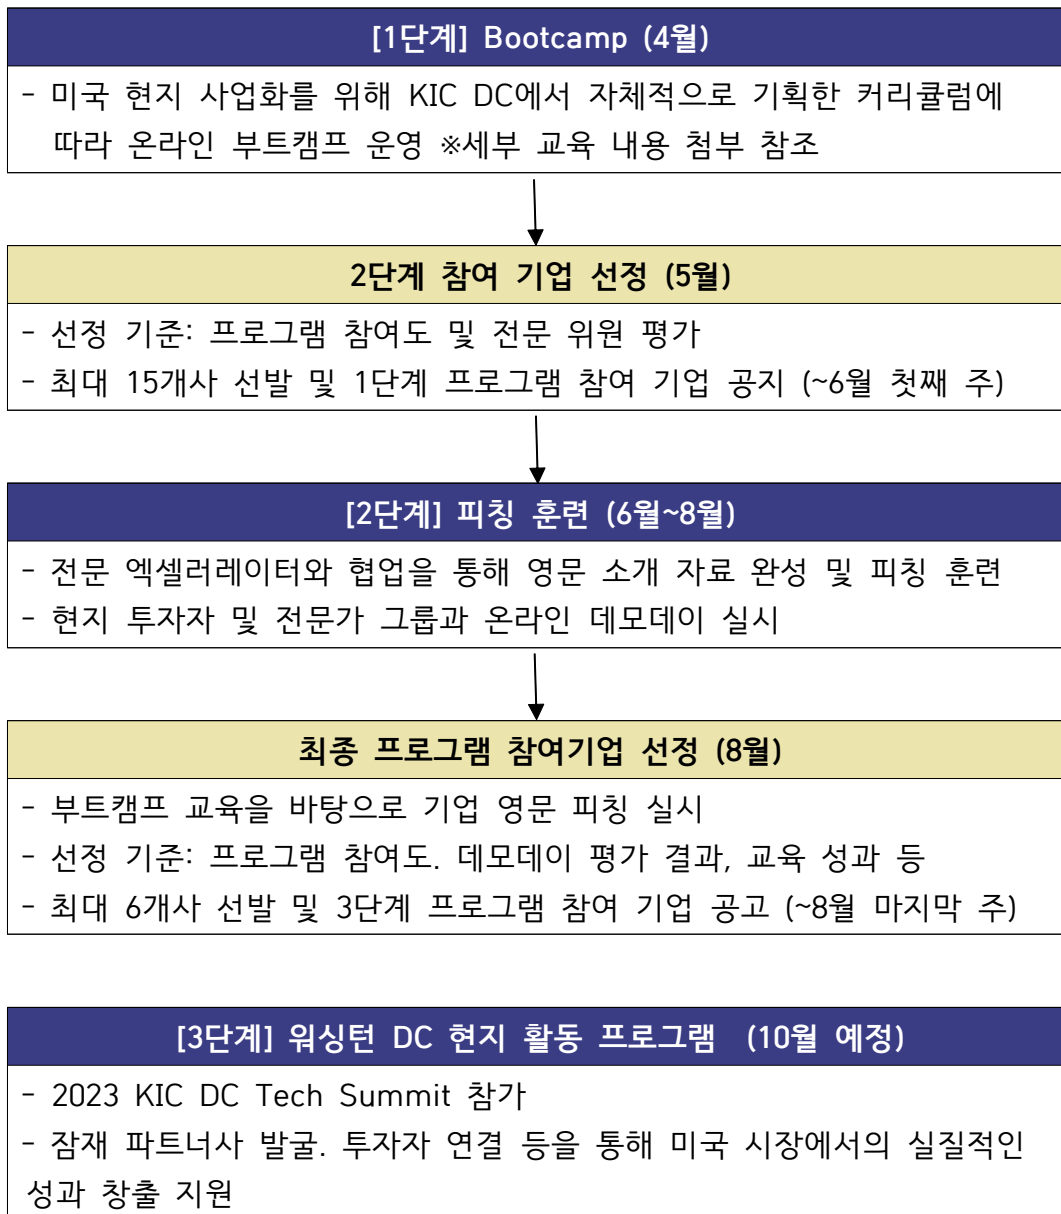 [1단계] Bootcamp (4월)
- 미국 현지 사업화를 위해 KIC DC에서 자체적으로 기획한 커리큘럼에
따라 온라인 부트캠프 운영 ※세부 교육 내용 첨부 참조
2단계 참여 기업 선정 (5월)
- 선정 기준: 프로그램 참여도 및 전문 위원 평가
- 최대 15개사 선발 및 1단계 프로그램 참여 기업 공지 (~6월 첫째 주)
[2단계] 피칭 훈련 (6월~8월)
- 전문 엑셀러레이터와 협업을 통해 영문 소개 자료 완성 및 피칭 훈련
- 현지 투자자 및 전문가 그룹과 온라인 데모데이 실시
최종 프로그램 참여기업 선정 (8월)
- 부트캠프 교육을 바탕으로 기업 영문 피칭 실시
- 선정 기준: 프로그램 참여도. 데모데이 평가 결과, 교육 성과 등
- 최대 6개사 선발 및 3단계 프로그램 참여 기업 공고 (~8월 마지막 주)
[3단계] 워싱턴 DC 현지 활동 프로그램 (10월 예정)
- 2023 KIC DC Tech Summit 참가
- 잠재 파트너사 발굴. 투자자 연결 등을 통해 미국 시장에서의 실질적인
성과 창출 지원